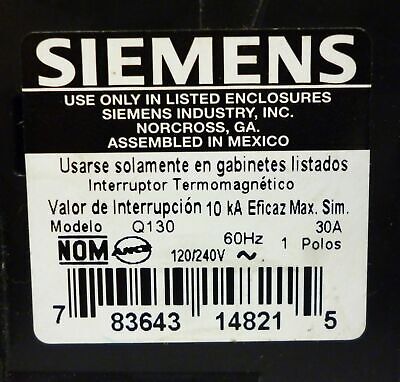 SIEMENS
USE ONLY IN LISTED ENCLOSURES
SIEMENS INDUSTRY, INC.
NORCROSS, GA.
ASSEMBLED IN MEXICO
Usarse solamente en gabinetes listados
Interruptor Termomagnético
Valor de Interrupción 10 kA Eficaz Max. Sim.
Modelo Q130 60Hz 30A
NOM ANCE 120/240V ~ 1 Polos
7 83643 14821 5